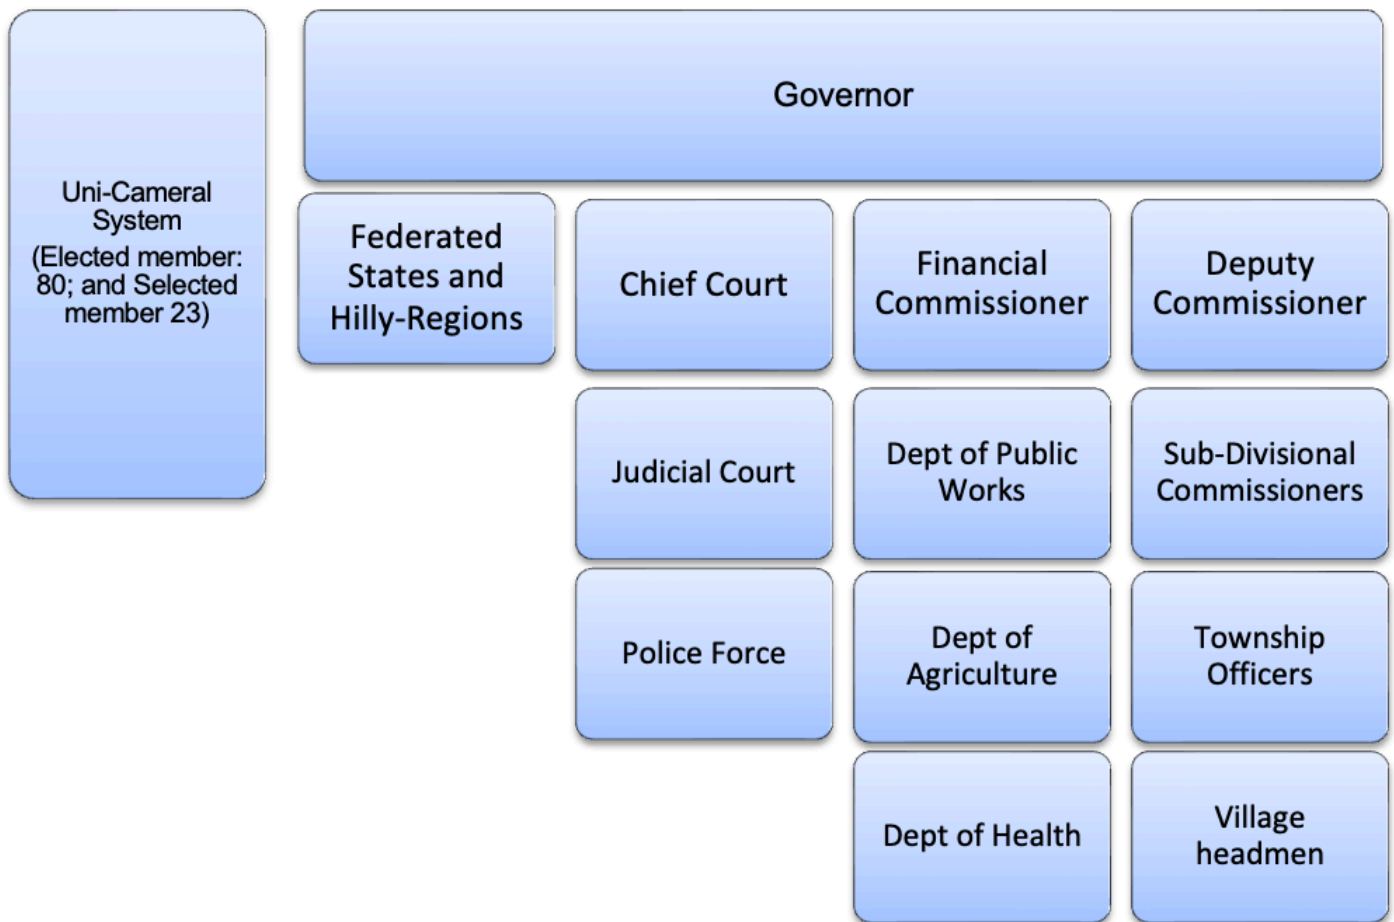 Uni-Cameral
System
(Elected member:
80; and Selected
member 23)
Governor
Federated
States and
Hilly-Regions
Chief Court
Financial
Commissioner
Deputy
Commissioner
Judicial Court
Dept of Public
Works
Sub-Divisional
Commissioners
Police Force
Dept of
Agriculture
Township
Officers
Dept of Health
Village
headmen